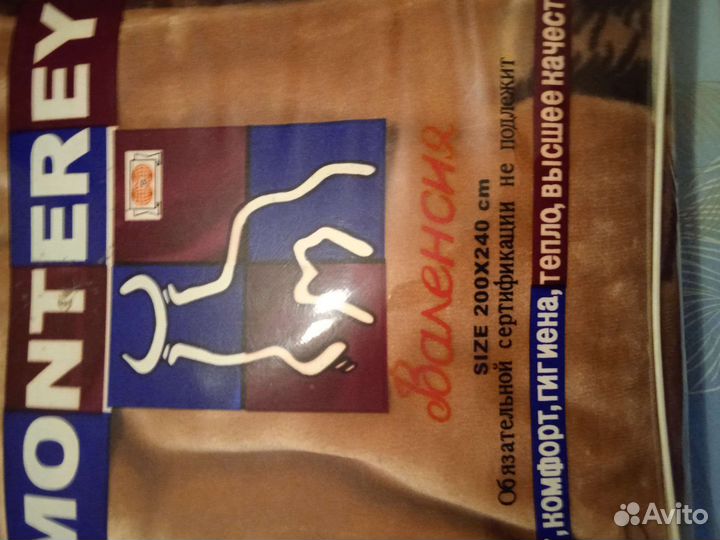 MONTEREY
Валенсия
SIZE 200X240 cm
Обязательной сертификации не подлежит
, комфорт, гигиена, тепло, высшее качест
Avito